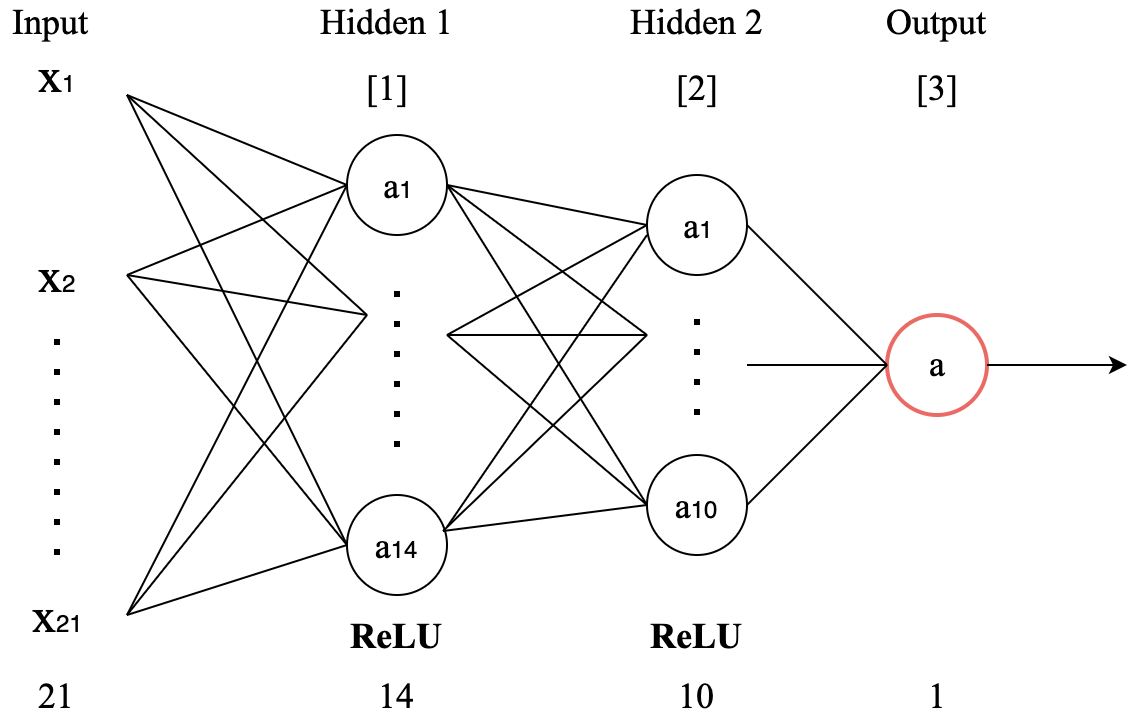 Input Hidden 1 Hidden 2 Output
x1 [1] [2] [3]
a1
a1
x2
a
a10
a14
x21
ReLU ReLU
21 14 10 1